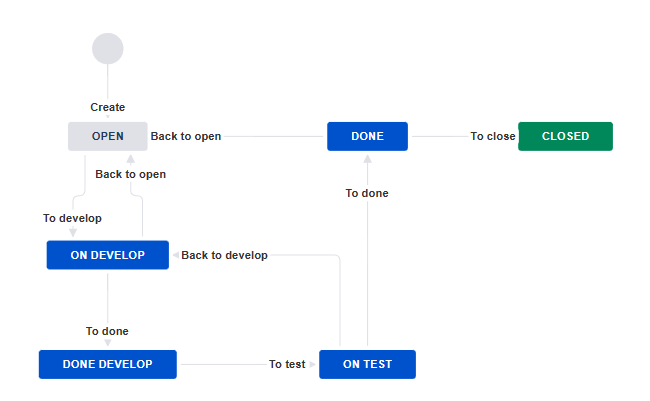 Create
OPEN
Back to open
DONE
To close
CLOSED
Back to open
To done
To develop
ON DEVELOP
Back to develop
To done
DONE DEVELOP
To test
ON TEST